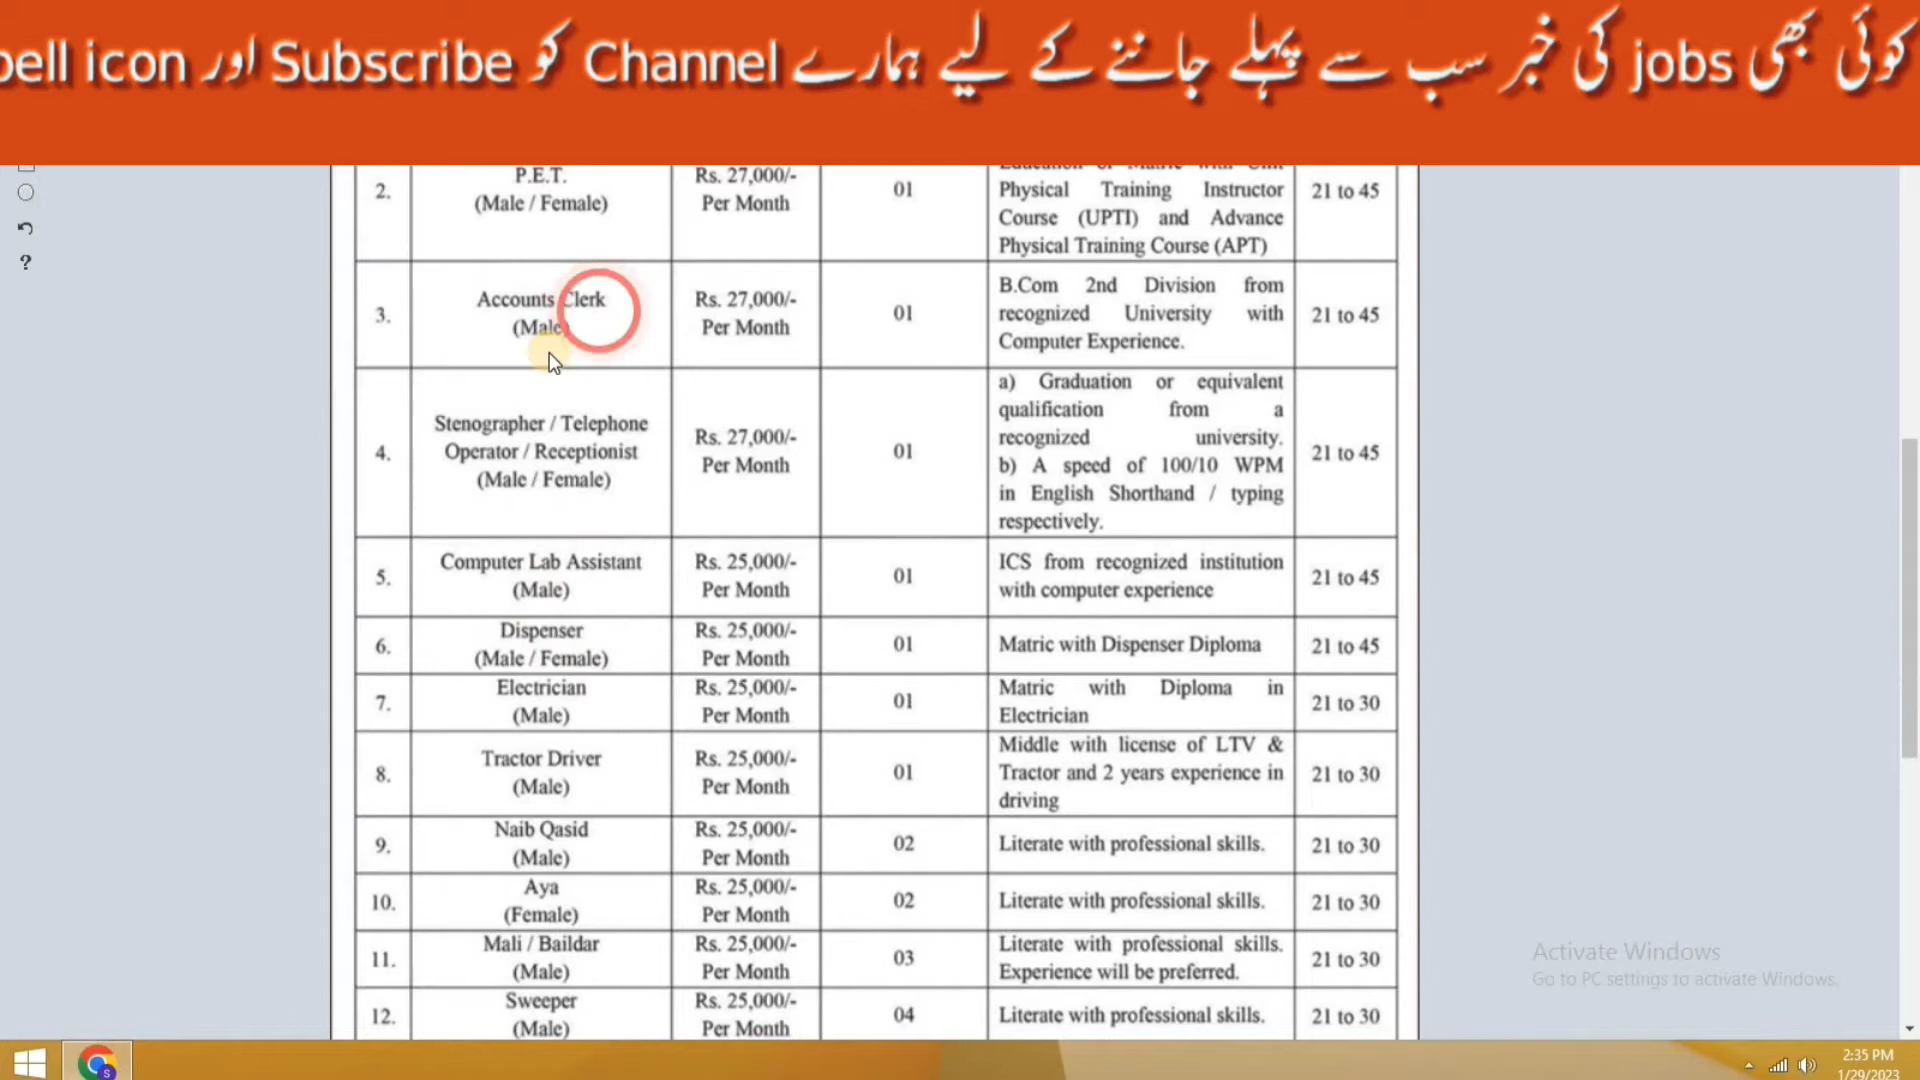 کوئی بھی jobs کی خبر سب سے پہلے جاننے کے لیے ہمارے Channel کو Subscribe اور bell icon
2.
P.E.T.
(Male / Female)
Rs. 27,000/-
Per Month
01
Education or Matric with Unit
Physical Training Instructor
Course (UPTI) and Advance
Physical Training Course (APT)
21 to 45
3.
Accounts Clerk
(Male)
Rs. 27,000/-
Per Month
01
B.Com 2nd Division from
recognized University with
Computer Experience.
21 to 45
4.
Stenographer / Telephone
Operator / Receptionist
(Male / Female)
Rs. 27,000/-
Per Month
01
a) Graduation or equivalent
qualification from a
recognized university.
b) A speed of 100/10 WPM
in English Shorthand / typing
respectively.
21 to 45
5.
Computer Lab Assistant
(Male)
Rs. 25,000/-
Per Month
01
ICS from recognized institution
with computer experience
21 to 45
6.
Dispenser
(Male / Female)
Rs. 25,000/-
Per Month
01
Matric with Dispenser Diploma
21 to 45
7.
Electrician
(Male)
Rs. 25,000/-
Per Month
01
Matric with Diploma in
Electrician
21 to 30
8.
Tractor Driver
(Male)
Rs. 25,000/-
Per Month
01
Middle with license of LTV &
Tractor and 2 years experience in
driving
21 to 30
9.
Naib Qasid
(Male)
Rs. 25,000/-
Per Month
02
Literate with professional skills.
21 to 30
10.
Aya
(Female)
Rs. 25,000/-
Per Month
02
Literate with professional skills.
21 to 30
11.
Mali / Baildar
(Male)
Rs. 25,000/-
Per Month
03
Literate with professional skills.
Experience will be preferred.
21 to 30
12.
Sweeper
(Male)
Rs. 25,000/-
Per Month
04
Literate with professional skills.
21 to 30
Activate Windows
Go to PC settings to activate Windows.
2:35 PM
1/29/2023